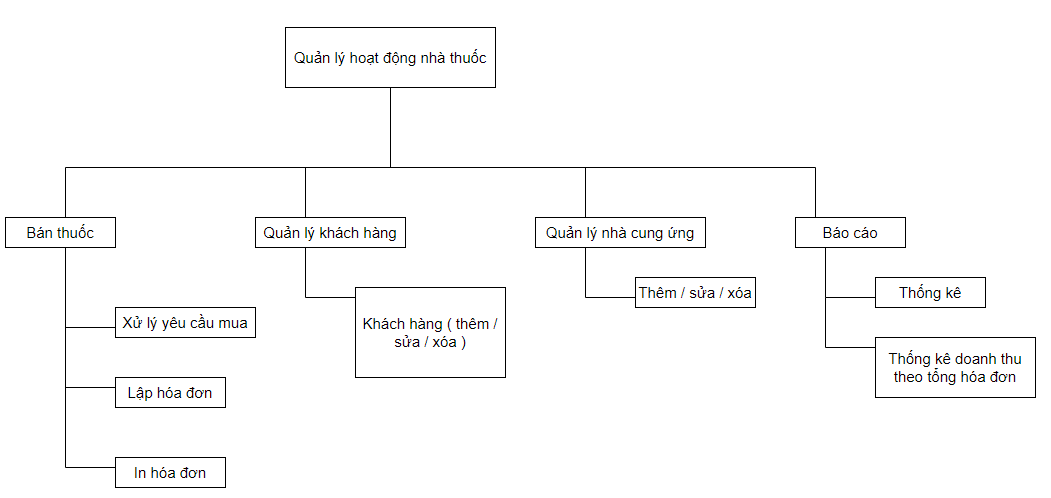 Quản lý hoạt động nhà thuốc
Bán thuốc
Quản lý khách hàng
Quản lý nhà cung ứng
Báo cáo
Xử lý yêu cầu mua
Lập hóa đơn
In hóa đơn
Khách hàng ( thêm /
sửa / xóa )
Thêm / sửa / xóa
Thống kê
Thống kê doanh thu
theo tổng hóa đơn